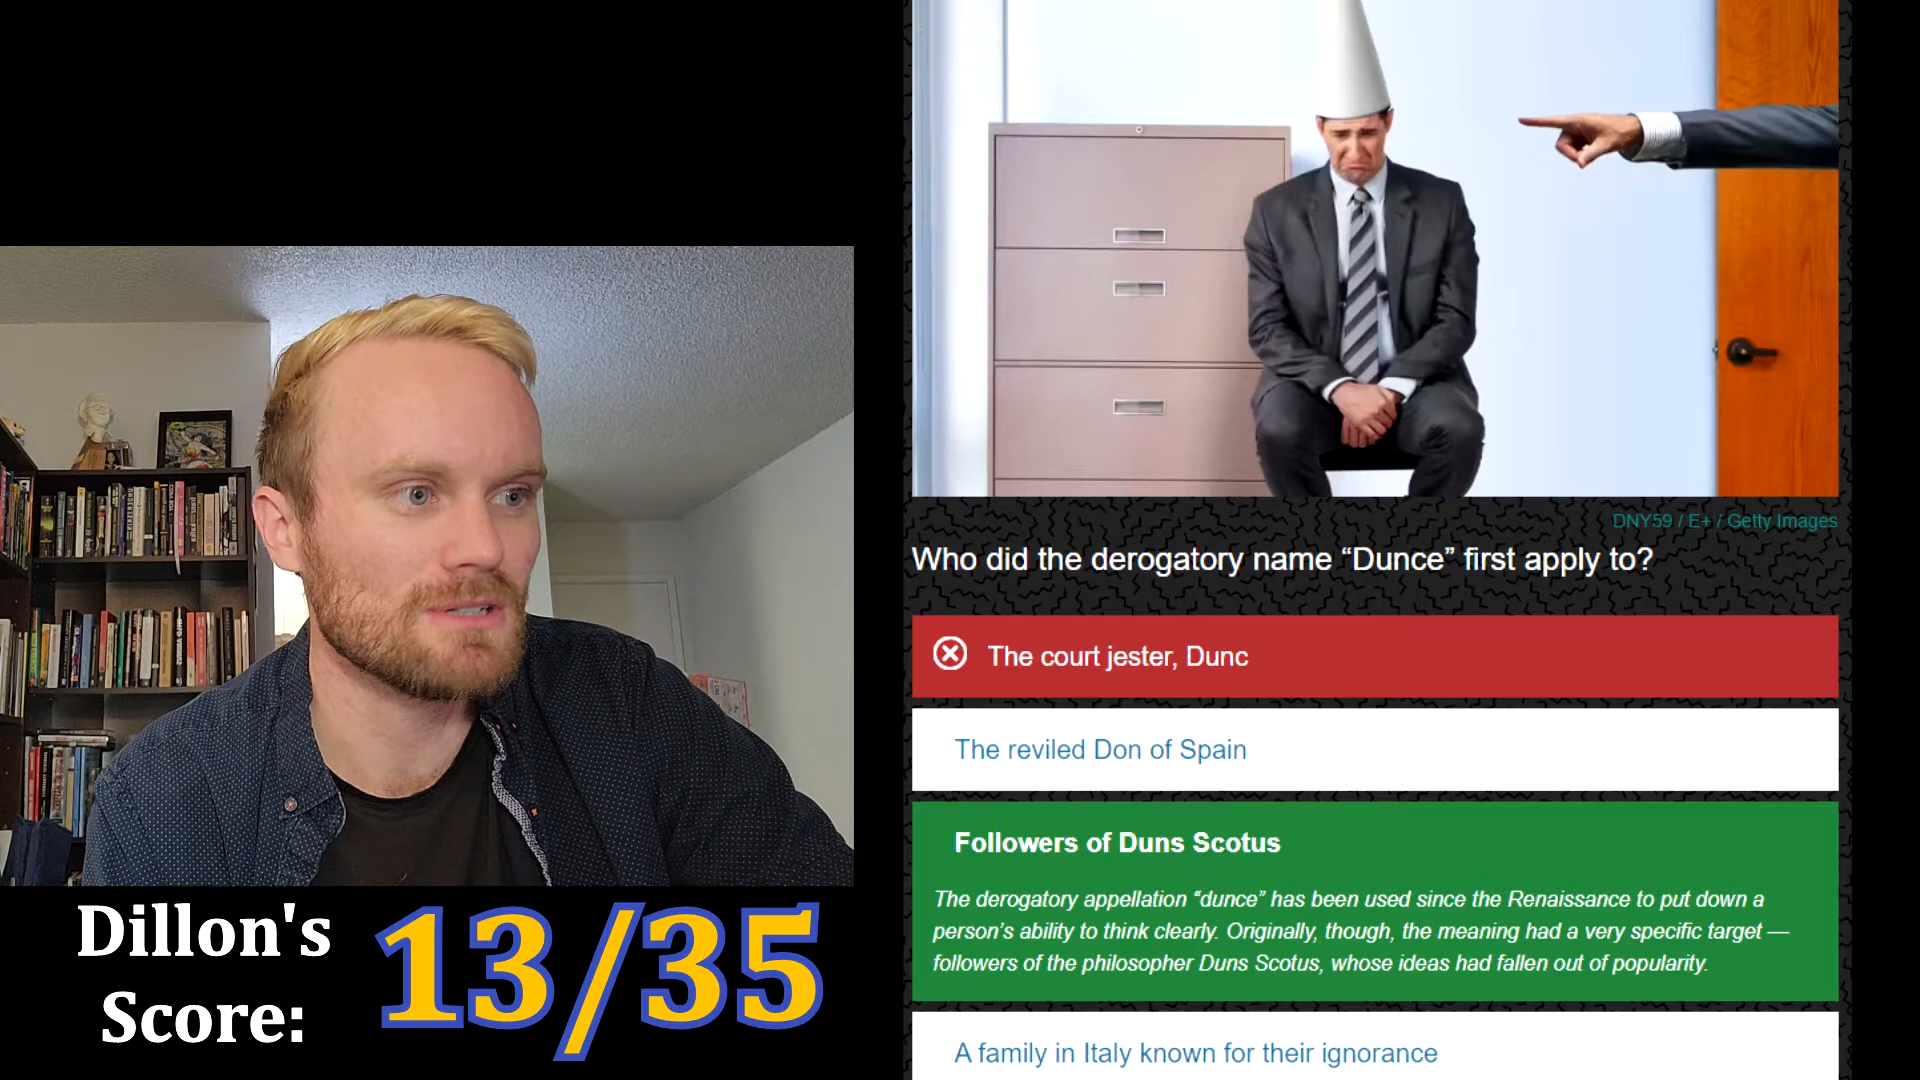 DNY59 / E+ / Getty Images
Who did the derogatory name “Dunce” first apply to?
The court jester, Dunc
The reviled Don of Spain
Followers of Duns Scotus
The derogatory appellation “dunce” has been used since the Renaissance to put down a
person’s ability to think clearly. Originally, though, the meaning had a very specific target —
followers of the philosopher Duns Scotus, whose ideas had fallen out of popularity.
A family in Italy known for their ignorance
Dillon's
Score:
13/35